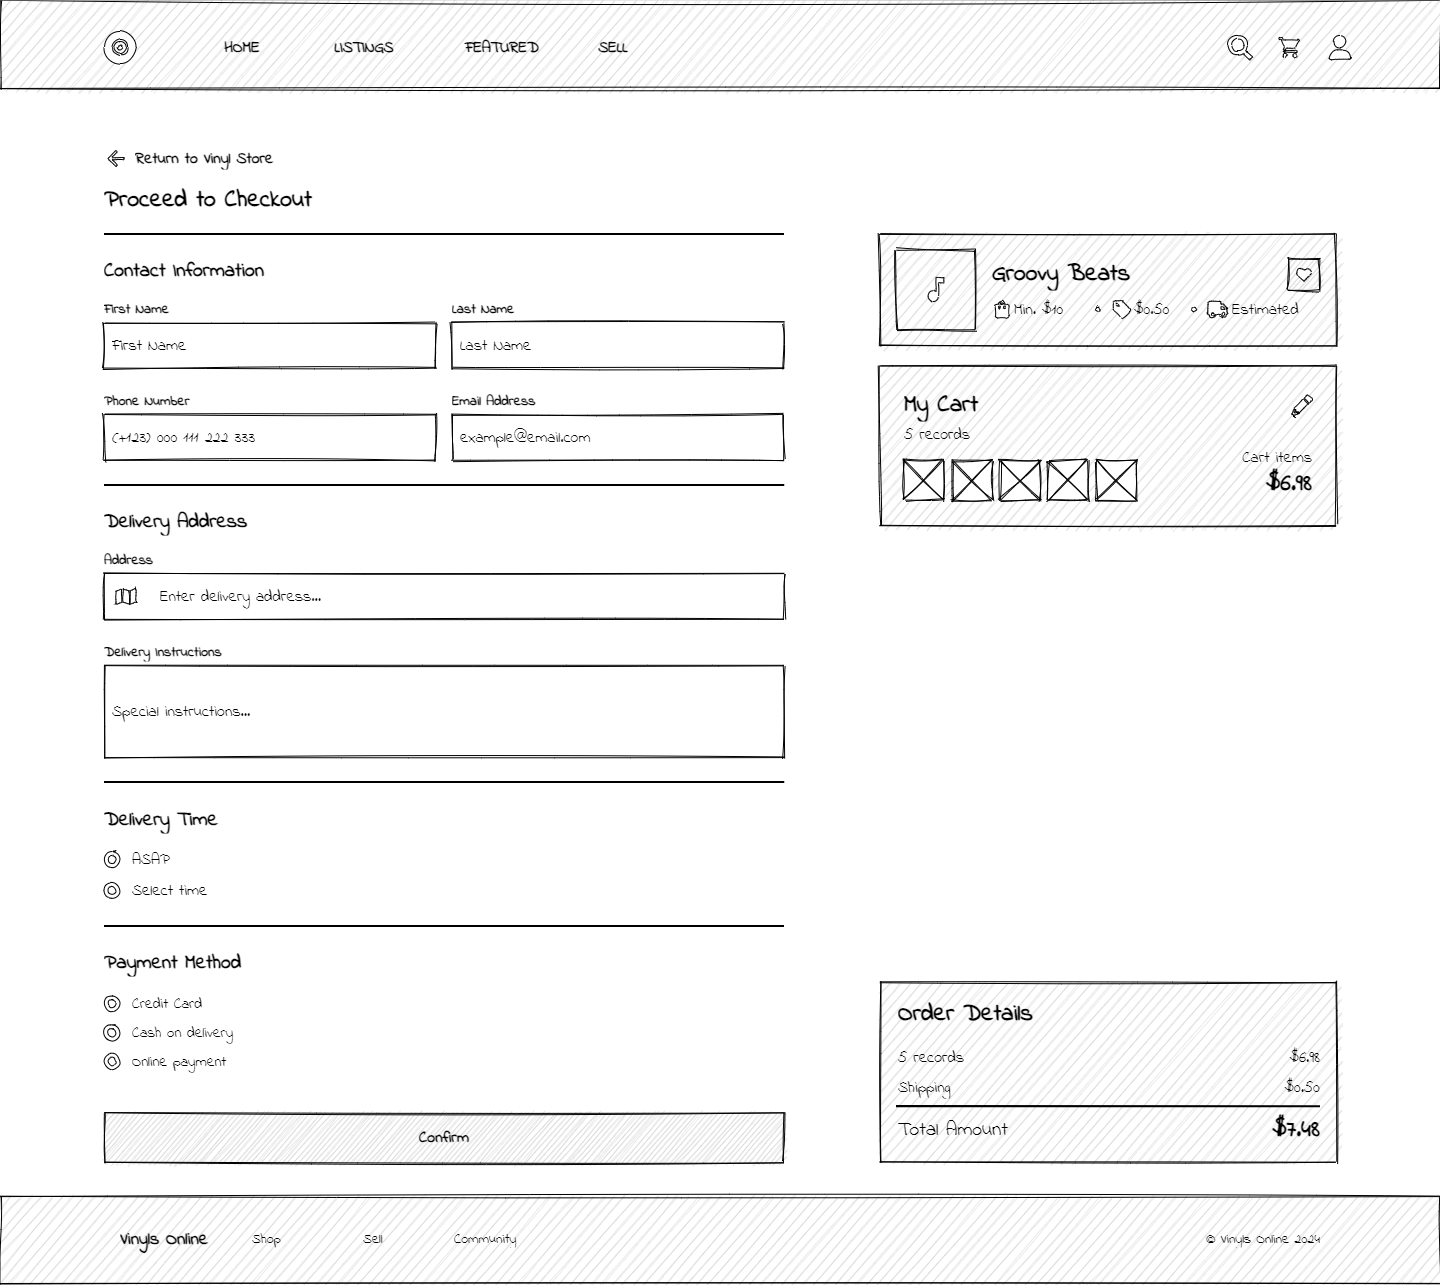 HOME LISTINGS FEATURED SELL
Return to Vinyl Store
Proceed to Checkout
Contact Information
First Name Last Name
First Name Last Name
Phone Number Email Address
(+123) 000 111 222 333 example@email.com
Delivery Address
Address
Enter delivery address...
Delivery Instructions
Special instructions...
Delivery Time
ASAP
Select time
Payment Method
Credit Card
Cash on delivery
Online payment
Confirm
Groovy Beats
Min. $10 $0.50 Estimated
My Cart
5 records
Cart items
$6.98
Order Details
5 records $6.98
Shipping $0.50
Total Amount $7.48
Vinyls Online Shop Sell Community © Vinyls Online 2024